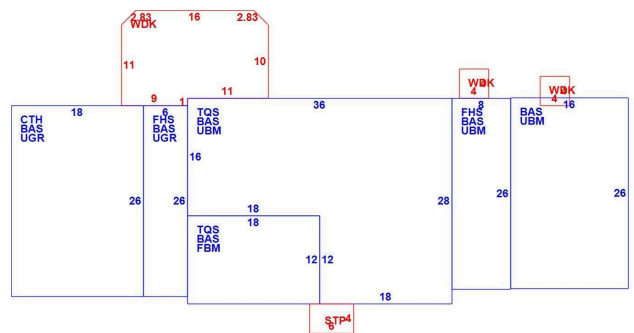 2.83 16 2.83
WDK
11
10
9 1 11
WDK
4
WDK
4
18
CTH
BAS
UGR
26
6
FHS
BAS
UGR
26
36
TQS
BAS
UBM
16
28
18
18
TQS
BAS
FBM
12 12
18
8
FHS
BAS
UBM
26
16
BAS
UBM
26
STP 4
6